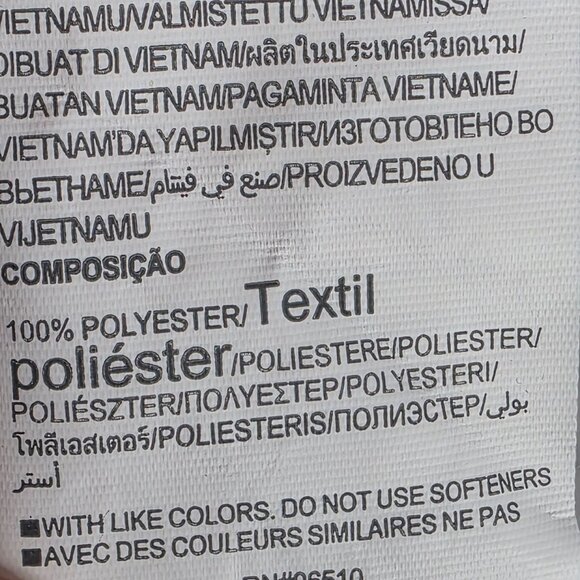 VIETNAMU/VALMISTETTU VIETNAMISSA/
DIBUAT DI VIETNAM/ผลิตในประเทศเวียดนาม/
BUATAN VIETNAM/PAGAMINTA VIETNAME/
VIETNAM'DA YAPILMIŞTIR/ИЗГОТОВЛЕНО ВО
ВЬЕТНАМЕ/صنع في فيتنام/PROIZVEDENO U
VIJETNAMU
COMPOSIÇÃO
100% POLYESTER/Textil
poliéster/POLIESTERE/POLIESTER/
POLIÉSZTER/ΠΟΛΥΕΣΤΕΡ/POLYESTERI/
โพลีเอสเตอร์/POLIESTERIS/ПОЛИЭСТЕР/بولي
أستر
■WITH LIKE COLORS. DO NOT USE SOFTENERS
■AVEC DES COULEURS SIMILAIRES NE PAS
RN#96510